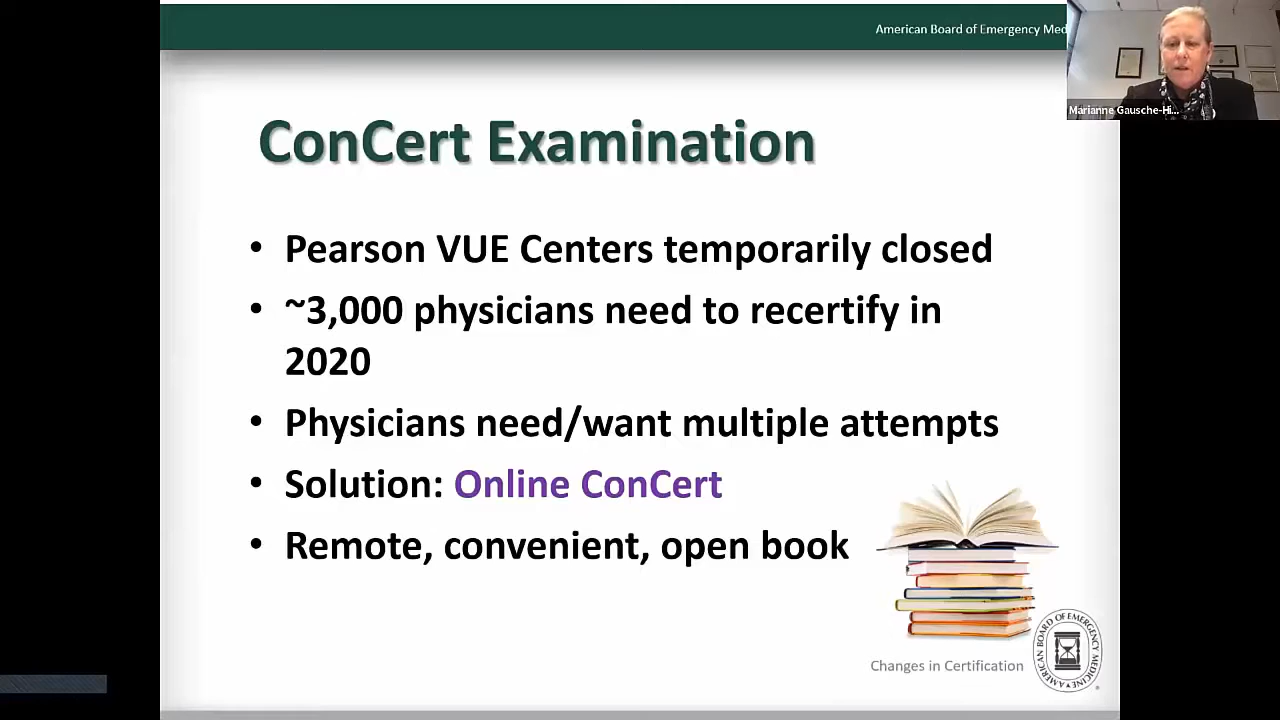 American Board of Emergency Med
Marianne Gausche-Hi...
ConCert Examination
• Pearson VUE Centers temporarily closed
• ~3,000 physicians need to recertify in
2020
• Physicians need/want multiple attempts
• Solution: Online ConCert
• Remote, convenient, open book
Changes in Certification
AMERICAN BOARD OF EMERGENCY MEDICINE